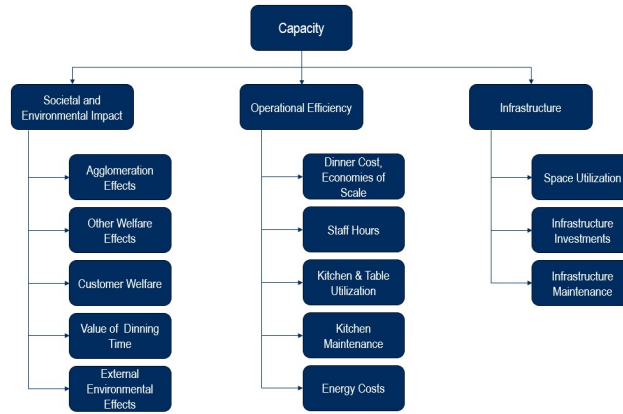 Capacity
Societal and
Environmental Impact
Operational Efficiency
Infrastructure
Agglomeration
Effects
Other Welfare
Effects
Customer Welfare
Value of Dinning
Time
External
Environmental
Effects
Dinner Cost,
Economies of
Scale
Staff Hours
Kitchen & Table
Utilization
Kitchen
Maintenance
Energy Costs
Space Utilization
Infrastructure
Investments
Infrastructure
Maintenance